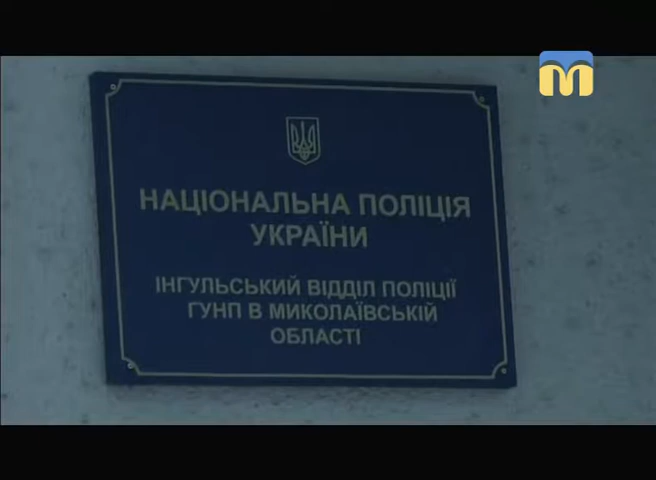 НАЦІОНАЛЬНА ПОЛІЦІЯ
УКРАЇНИ
ІНГУЛЬСЬКИЙ ВІДДІЛ ПОЛІЦІЇ
ГУНП В МИКОЛАЇВСЬКІЙ
ОБЛАСТІ